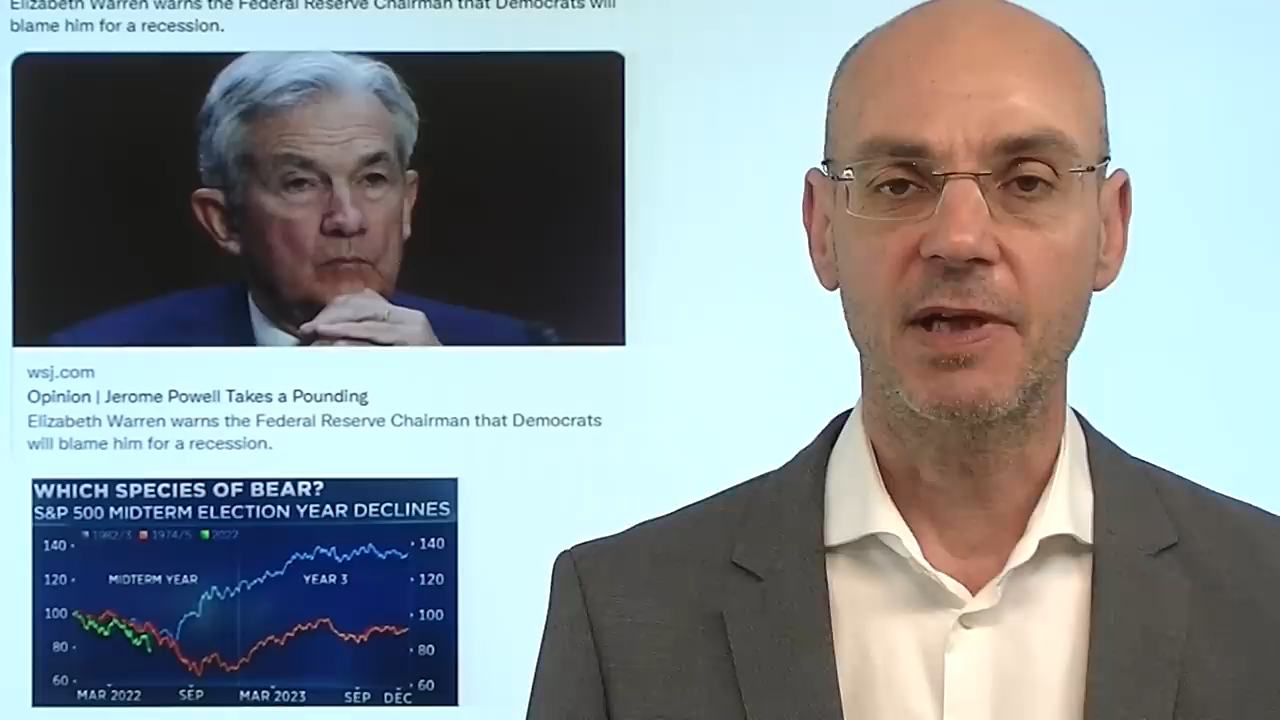 Elizabeth Warren warns the Federal Reserve Chairman that Democrats will
blame him for a recession.
wsj.com
Opinion | Jerome Powell Takes a Pounding
Elizabeth Warren warns the Federal Reserve Chairman that Democrats
will blame him for a recession.
WHICH SPECIES OF BEAR?
S&P 500 MIDTERM ELECTION YEAR DECLINES
1982/3 1974/5 2022
140 140
MIDTERM YEAR YEAR 3
120 120
100 100
80 80
60 60
MAR 2022 SEP MAR 2023 SEP DEC